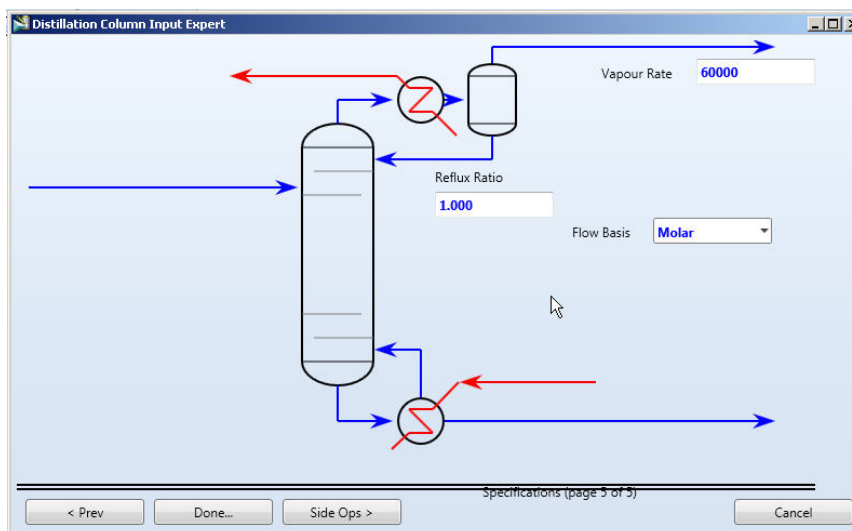 Distillation Column Input Expert
Vapour Rate 60000
Reflux Ratio
1.000
Flow Basis Molar
Specifications (page 5 of 5)
< Prev Done... Side Ops > Cancel